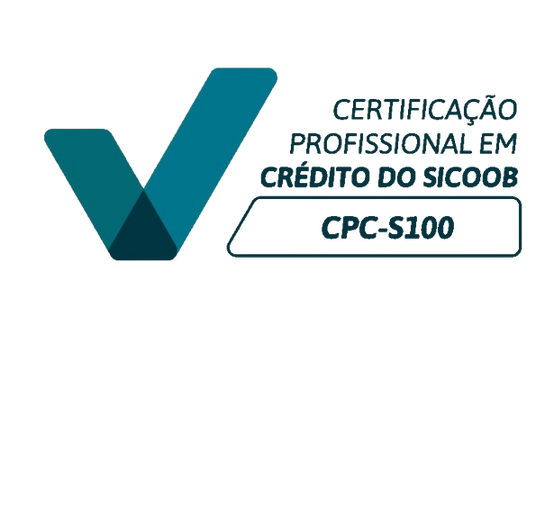 CERTIFICAÇÃO
PROFISSIONAL EM
CRÉDITO DO SICOOB
CPC-S100